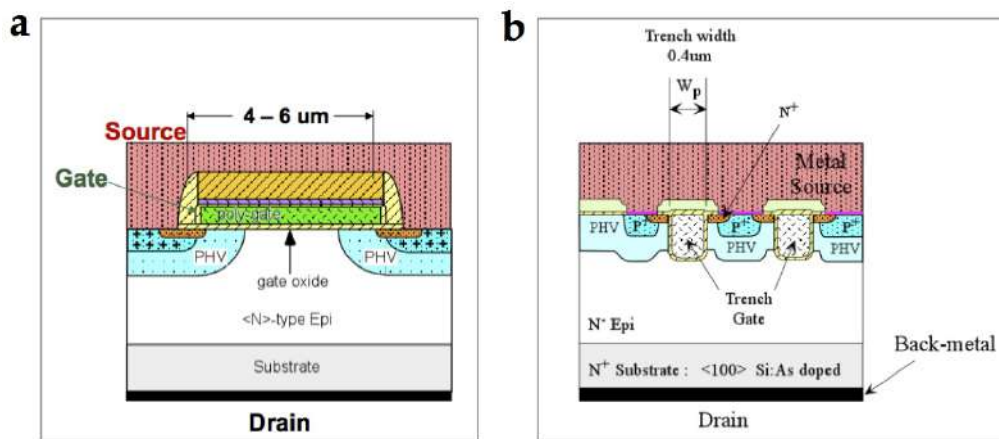 a
4 – 6 um
Source
Gate
poly-gate
PHV
PHV
gate oxide
<N>-type Epi
Substrate
Drain
b
Trench width
0.4um
Wp
N+
Metal
Source
PHV
P+
P+
P+
PHV
PHV
Trench
Gate
N- Epi
Back-metal
N+ Substrate : <100> Si:As doped
Drain